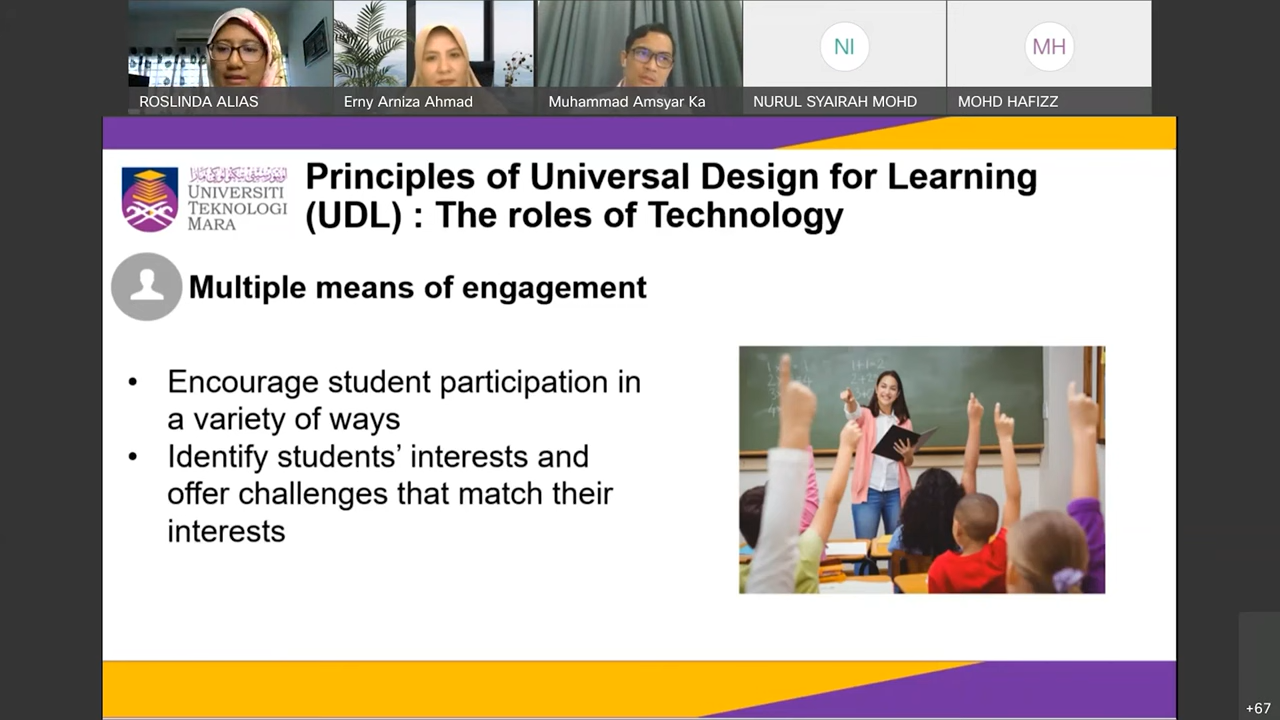 ROSLINDA ALIAS
Erny Arniza Ahmad
Muhammad Amsyar Ka
NI
NURUL SYAIRAH MOHD
MH
MOHD HAFIZZ
UNIVERSITI
TEKNOLOGI
MARA
Principles of Universal Design for Learning
(UDL) : The roles of Technology
Multiple means of engagement
• Encourage student participation in
a variety of ways
• Identify students’ interests and
offer challenges that match their
interests
+67